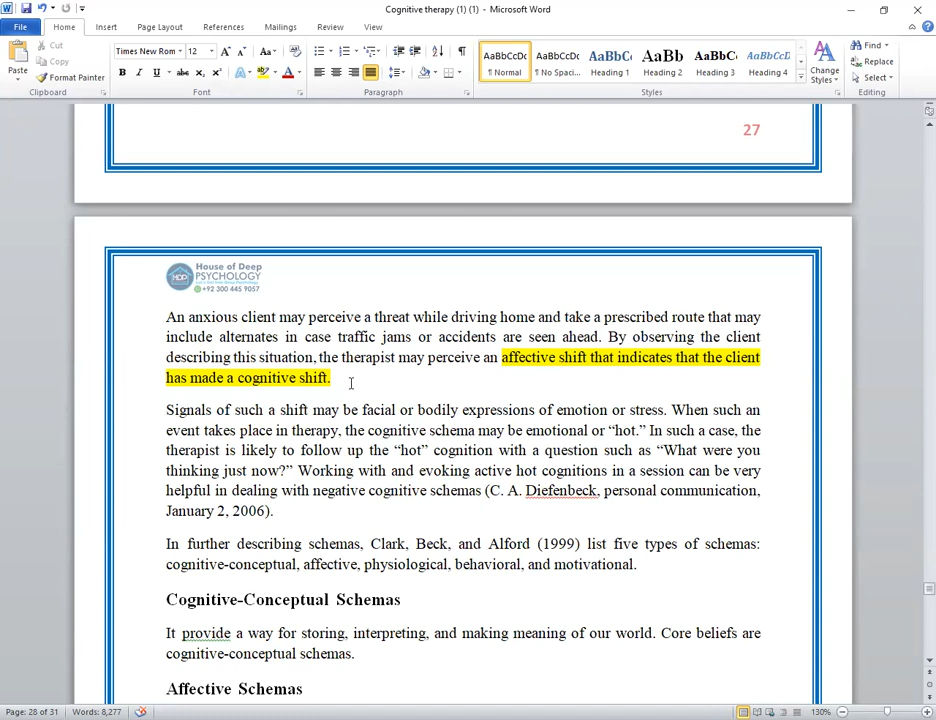 Cognitive therapy (1) (1) - Microsoft Word
File Home Insert Page Layout References Mailings Review View
Paste
Cut
Copy
Format Painter
Clipboard
Times New Rom 12
Font
Paragraph
AaBbCcDc AaBbCcDc AaBbC AaBbCc AaBbC AaBbCcD
¶ Normal ¶ No Spaci... Heading 1 Heading 2 Heading 3 Heading 4
Styles
Change
Styles
Find
Replace
Select
Editing
27
House of Deep
PSYCHOLOGY
+92 300 445 9057
An anxious client may perceive a threat while driving home and take a prescribed route that may
include alternates in case traffic jams or accidents are seen ahead. By observing the client
describing this situation, the therapist may perceive an affective shift that indicates that the client
has made a cognitive shift.
Signals of such a shift may be facial or bodily expressions of emotion or stress. When such an
event takes place in therapy, the cognitive schema may be emotional or “hot.” In such a case, the
therapist is likely to follow up the “hot” cognition with a question such as “What were you
thinking just now?” Working with and evoking active hot cognitions in a session can be very
helpful in dealing with negative cognitive schemas (C. A. Diefenbeck, personal communication,
January 2, 2006).
In further describing schemas, Clark, Beck, and Alford (1999) list five types of schemas:
cognitive-conceptual, affective, physiological, behavioral, and motivational.
Cognitive-Conceptual Schemas
It provide a way for storing, interpreting, and making meaning of our world. Core beliefs are
cognitive-conceptual schemas.
Affective Schemas
Page: 28 of 31 Words: 8,277 130%